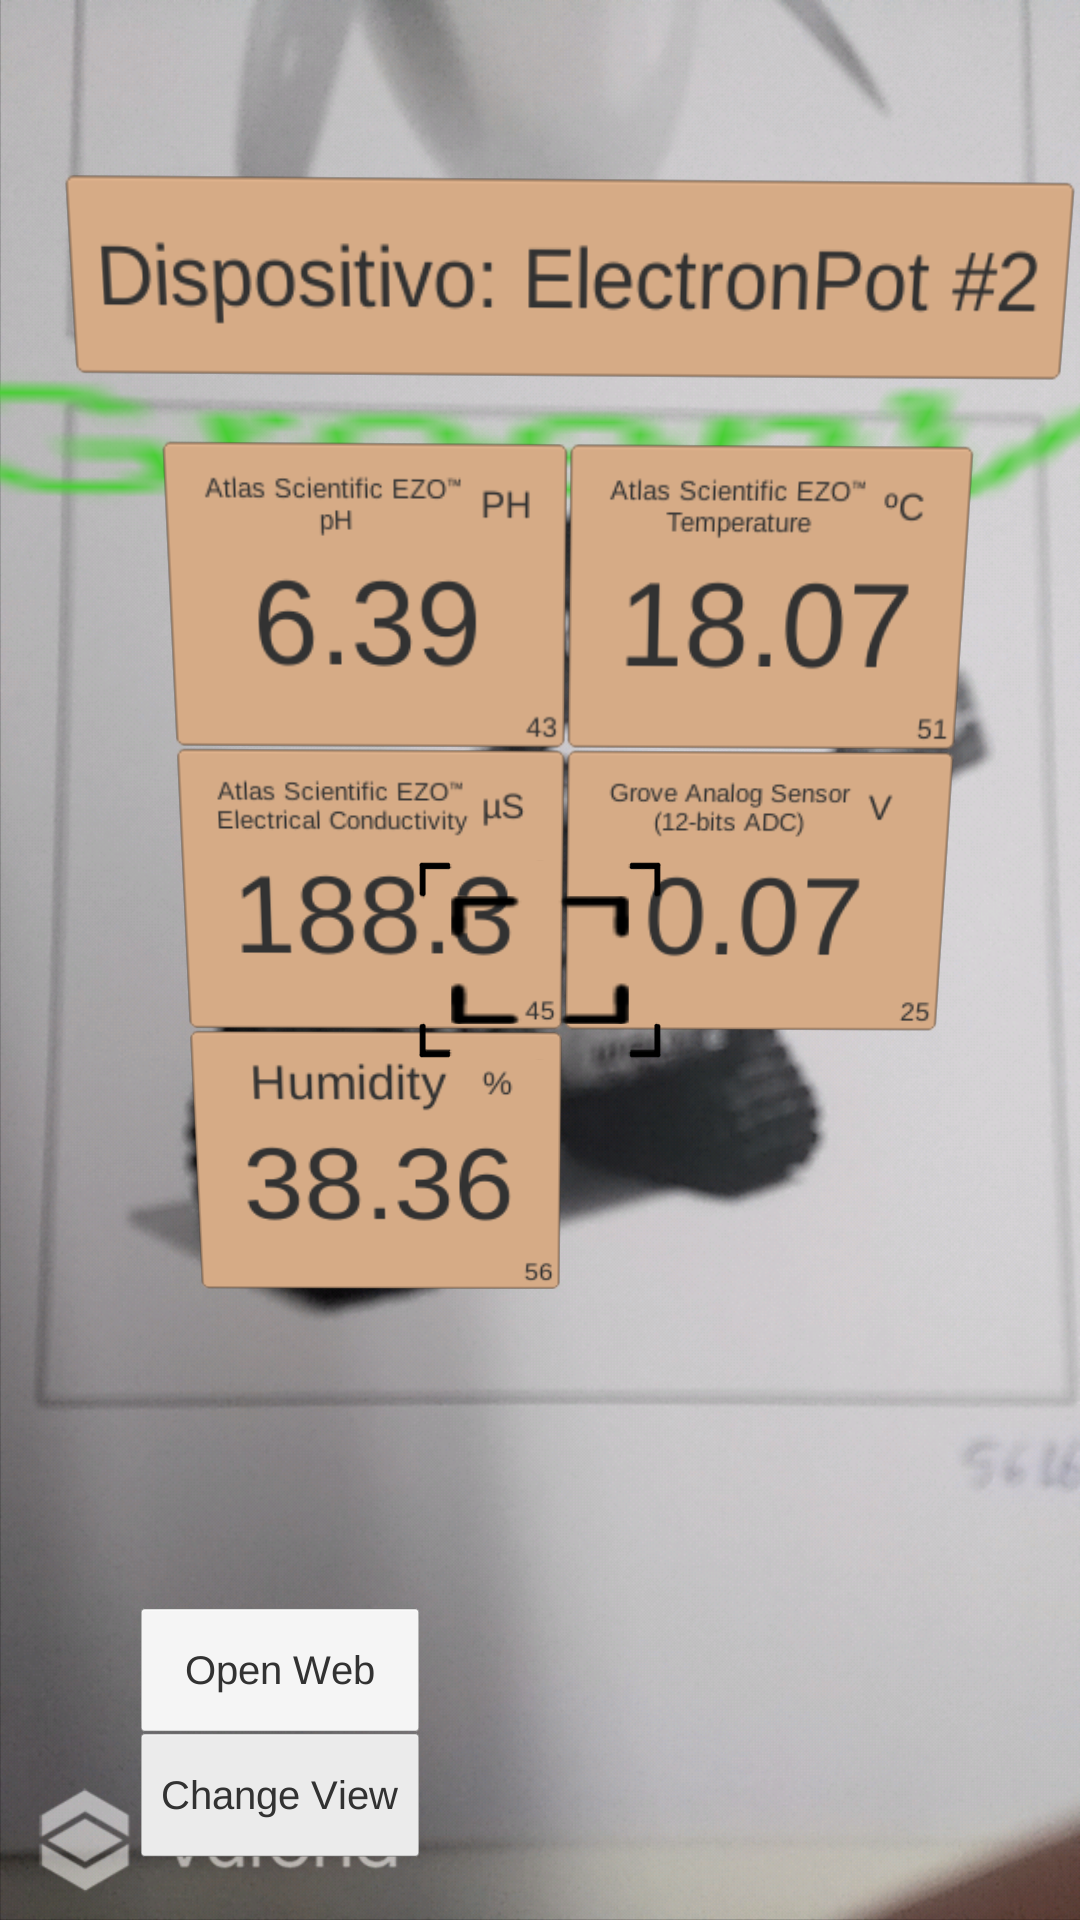 Dispositivo: ElectronPot #2
Atlas Scientific EZO™
pH
PH
6.39
43
Atlas Scientific EZO™
Temperature
ºC
18.07
51
Atlas Scientific EZO™
Electrical Conductivity
µS
188.3
45
Grove Analog Sensor
(12-bits ADC)
V
0.07
25
Humidity
%
38.36
56
Open Web
Change View